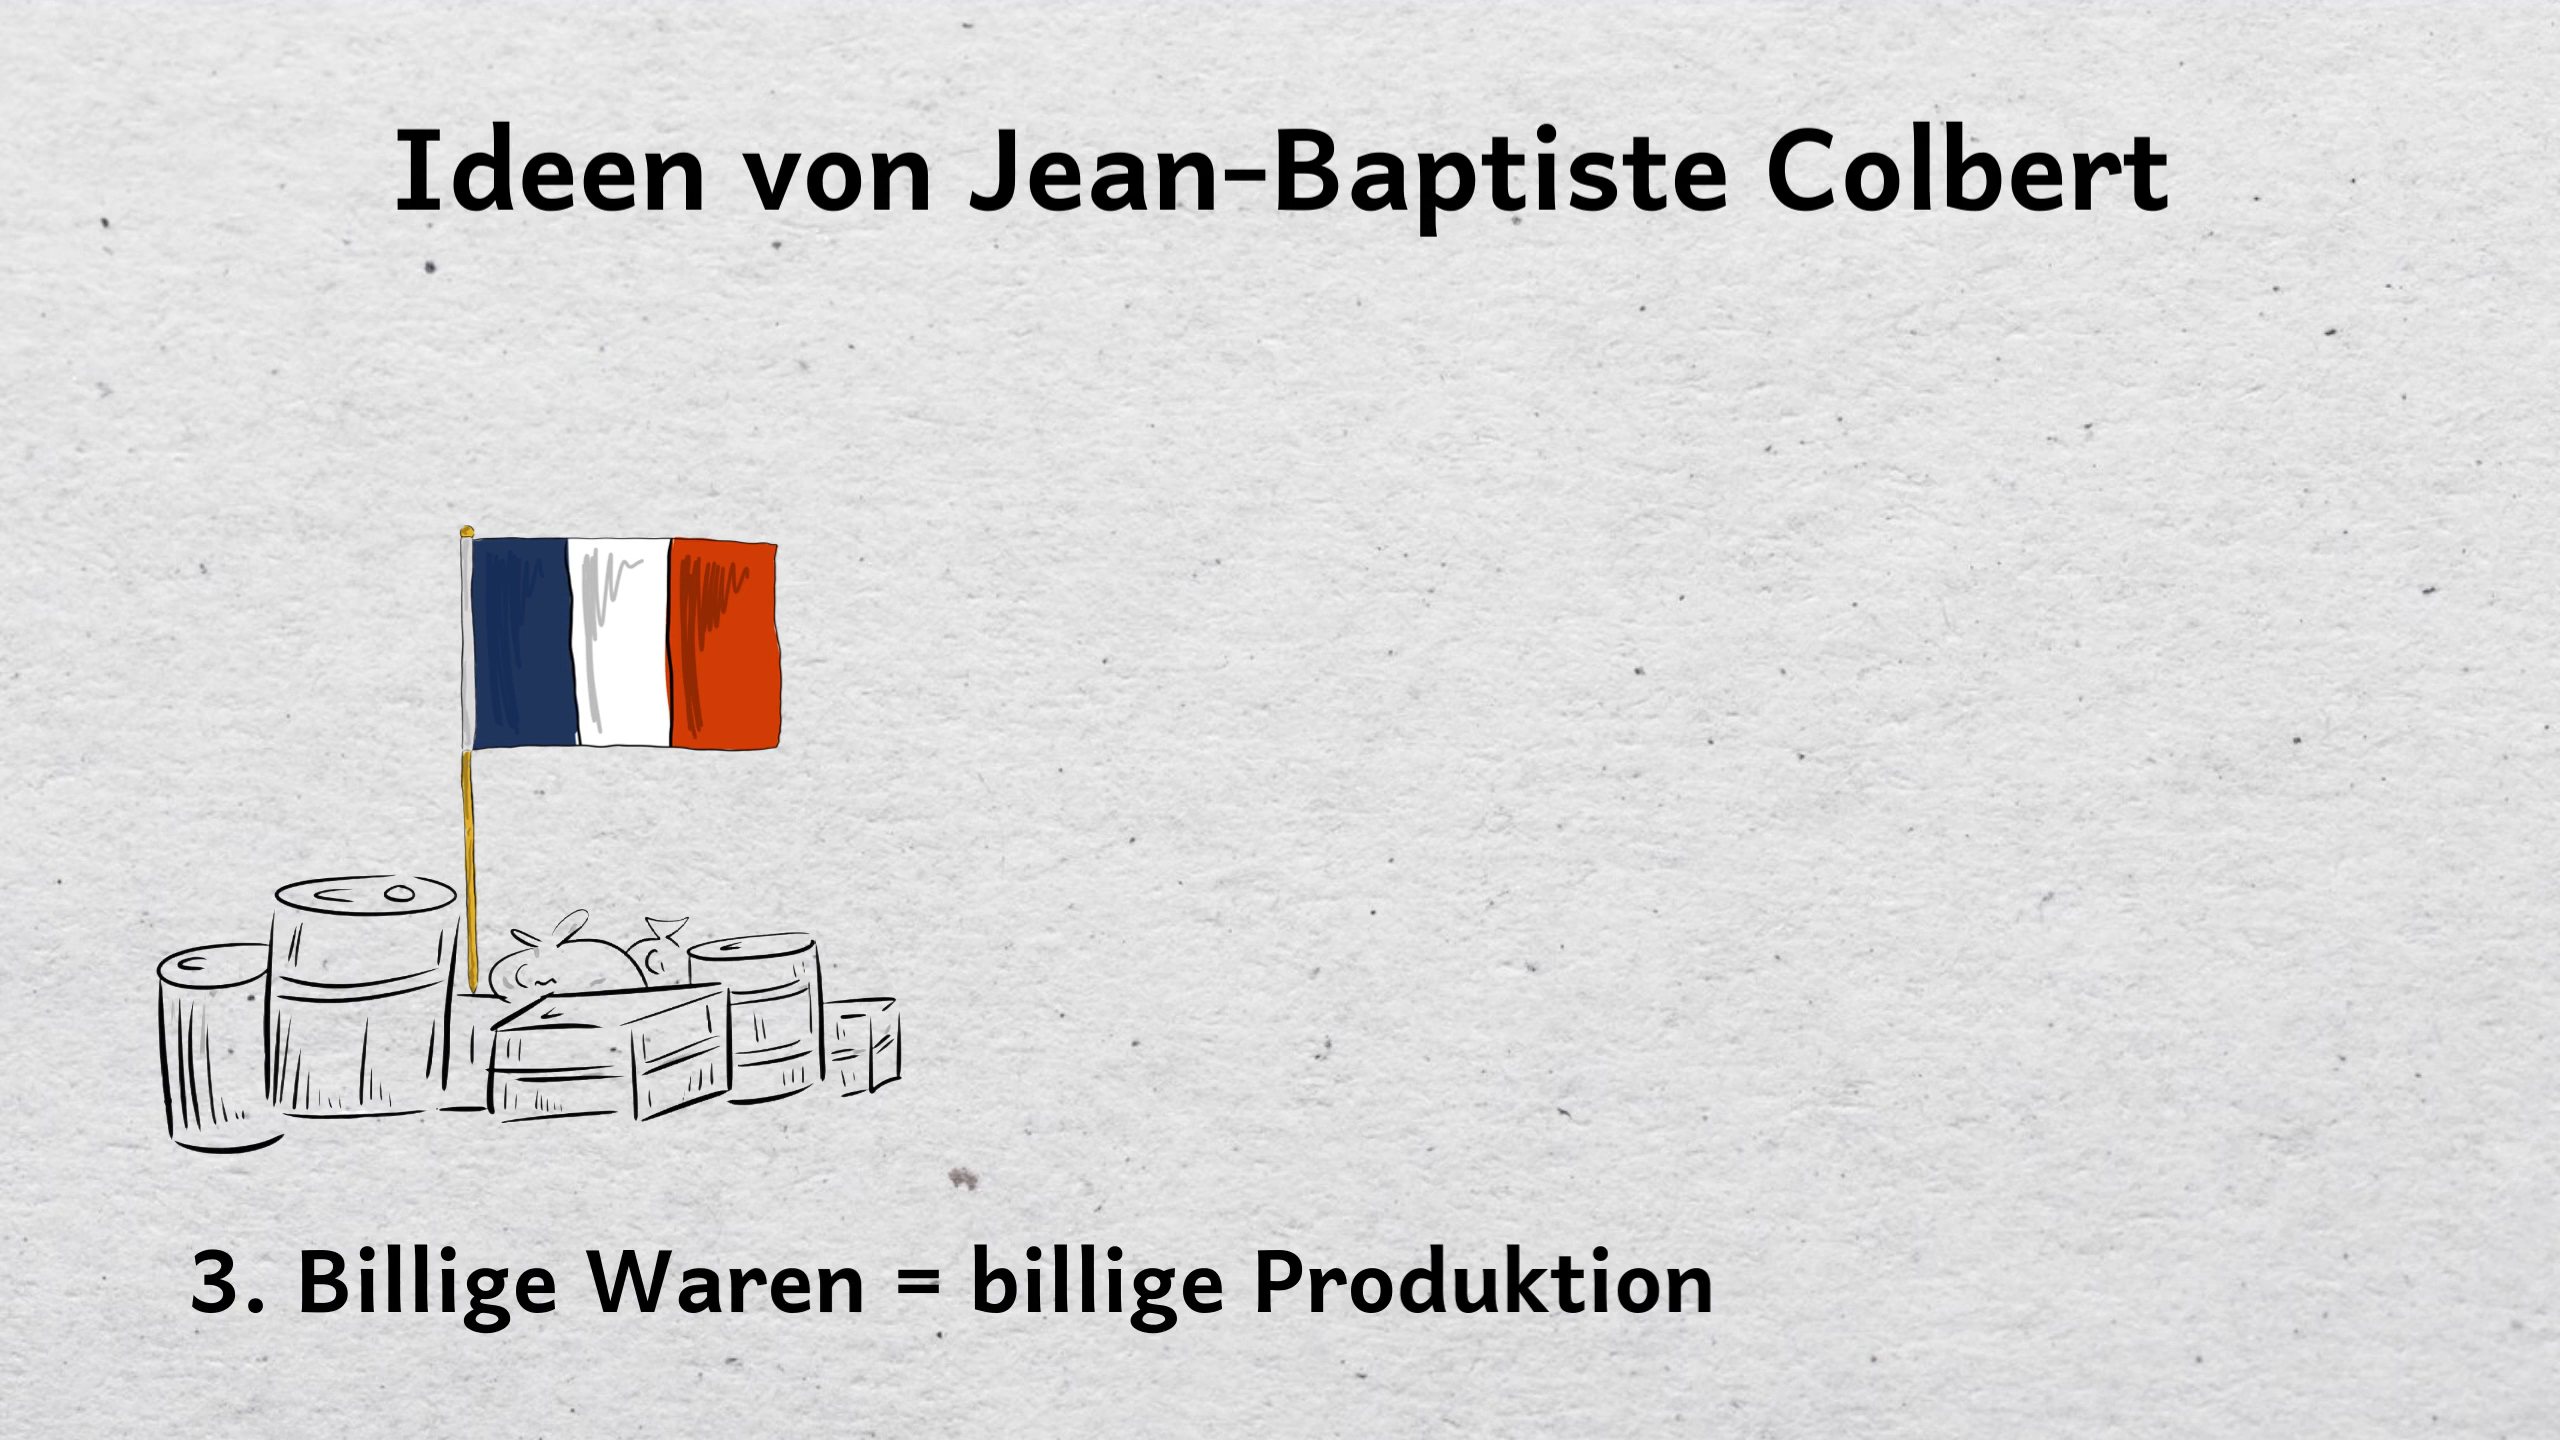 Ideen von Jean-Baptiste Colbert
3. Billige Waren = billige Produktion